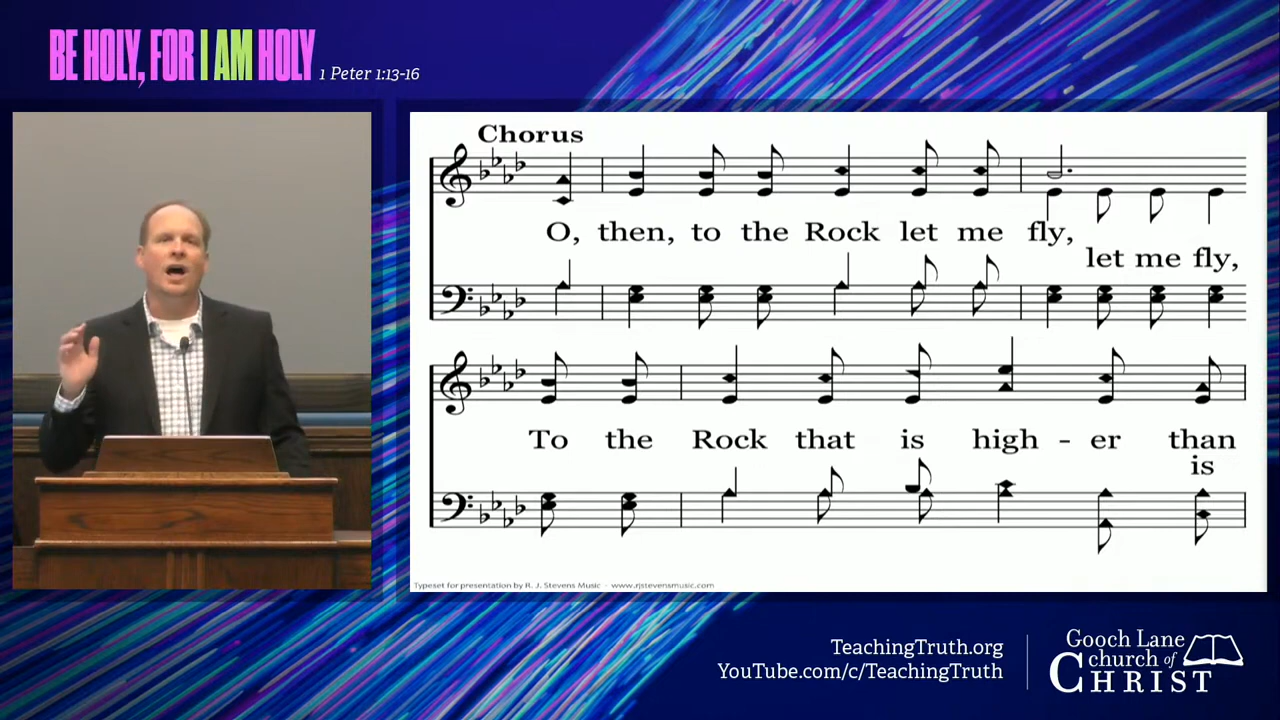 BE HOLY, FOR I AM HOLY 1 Peter 1:13-16
Chorus
O, then, to the Rock let me fly,
let me fly,
To the Rock that is high - er than
is
Typeset for presentation by R. J. Stevens Music - www.rjstevensmusic.com
TeachingTruth.org
YouTube.com/c/TeachingTruth
Gooch Lane
church of
CHRIST